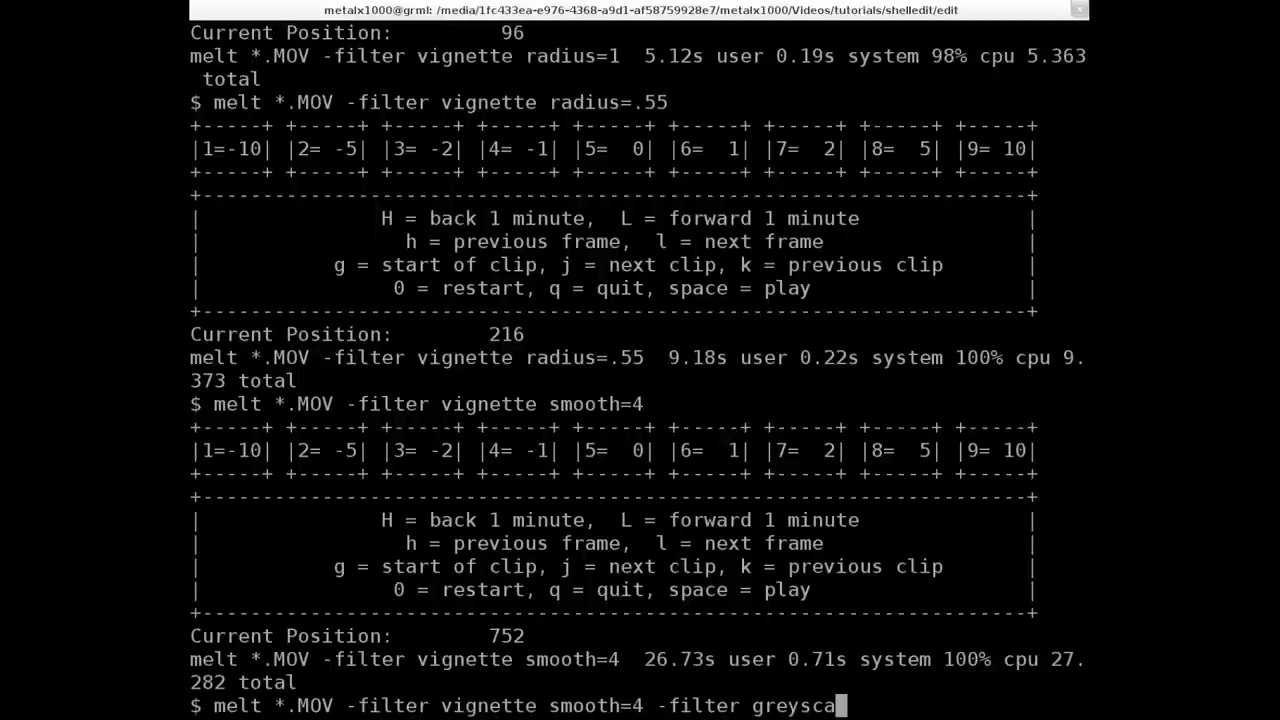 metalx1000@grml: /media/1fc433ea-e976-4368-a9d1-af58759928e7/metalx1000/Videos/tutorials/shelledit/edit
Current Position:         96
melt *.MOV -filter vignette radius=1  5.12s user 0.19s system 98% cpu 5.363
 total
$ melt *.MOV -filter vignette radius=.55
+-----+ +-----+ +-----+ +-----+ +-----+ +-----+ +-----+ +-----+ +-----+
|1=-10| |2= -5| |3= -2| |4= -1| |5=  0| |6=  1| |7=  2| |8=  5| |9= 10|
+-----+ +-----+ +-----+ +-----+ +-----+ +-----+ +-----+ +-----+ +-----+
+---------------------------------------------------------------------+
|               H = back 1 minute,  L = forward 1 minute              |
|                 h = previous frame,  l = next frame                 |
|           g = start of clip, j = next clip, k = previous clip       |
|                0 = restart, q = quit, space = play                  |
+---------------------------------------------------------------------+
Current Position:        216
melt *.MOV -filter vignette radius=.55  9.18s user 0.22s system 100% cpu 9.
373 total
$ melt *.MOV -filter vignette smooth=4
+-----+ +-----+ +-----+ +-----+ +-----+ +-----+ +-----+ +-----+ +-----+
|1=-10| |2= -5| |3= -2| |4= -1| |5=  0| |6=  1| |7=  2| |8=  5| |9= 10|
+-----+ +-----+ +-----+ +-----+ +-----+ +-----+ +-----+ +-----+ +-----+
+---------------------------------------------------------------------+
|               H = back 1 minute,  L = forward 1 minute              |
|                 h = previous frame,  l = next frame                 |
|           g = start of clip, j = next clip, k = previous clip       |
|                0 = restart, q = quit, space = play                  |
+---------------------------------------------------------------------+
Current Position:        752
melt *.MOV -filter vignette smooth=4  26.73s user 0.71s system 100% cpu 27.
282 total
$ melt *.MOV -filter vignette smooth=4 -filter greysca